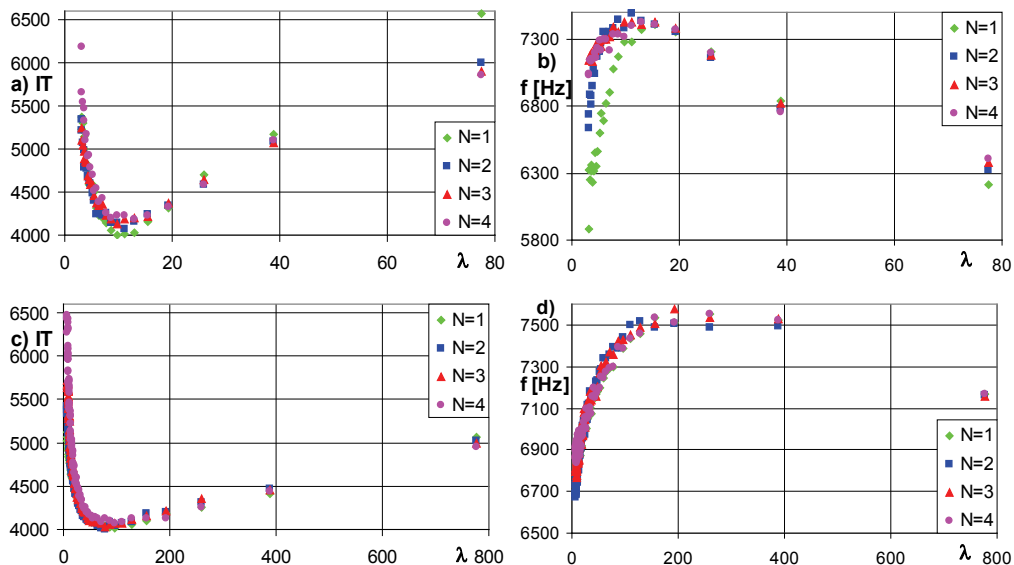 6500
6000
a) IT
5500
5000
4500
4000
0 20 40 λ 80
N=1
N=2
N=3
N=4
b)
7300
f [Hz]
6800
6300
5800
0 20 40 λ 80
N=1
N=2
N=3
N=4
6500
c) IT
6000
5500
5000
4500
4000
0 200 400 600 λ 800
N=1
N=2
N=3
N=4
d)
7500
f [Hz]
7300
7100
6900
6700
6500
0 200 400 600 λ 800
N=1
N=2
N=3
N=4